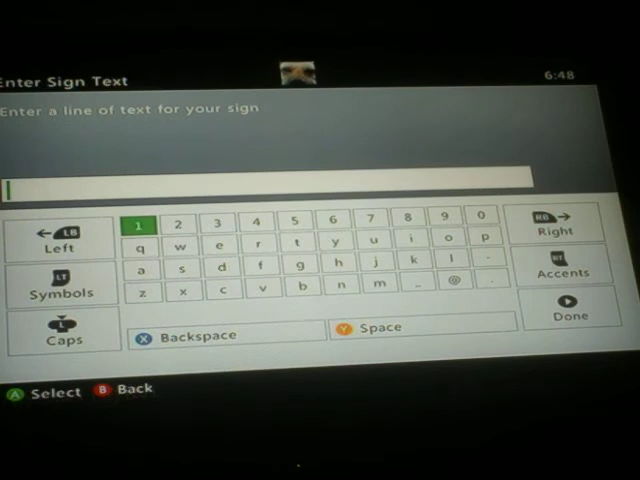 Enter Sign Text
6:48
Enter a line of text for your sign
LB
Left
1 2 3 4 5 6 7 8 9 0
RB
Right
q w e r t y u i o p
LT
Symbols
a s d f g h j k l -
RT
Accents
z x c v b n m _ @ .
L
Caps
X Backspace
Y Space
Done
A Select B Back